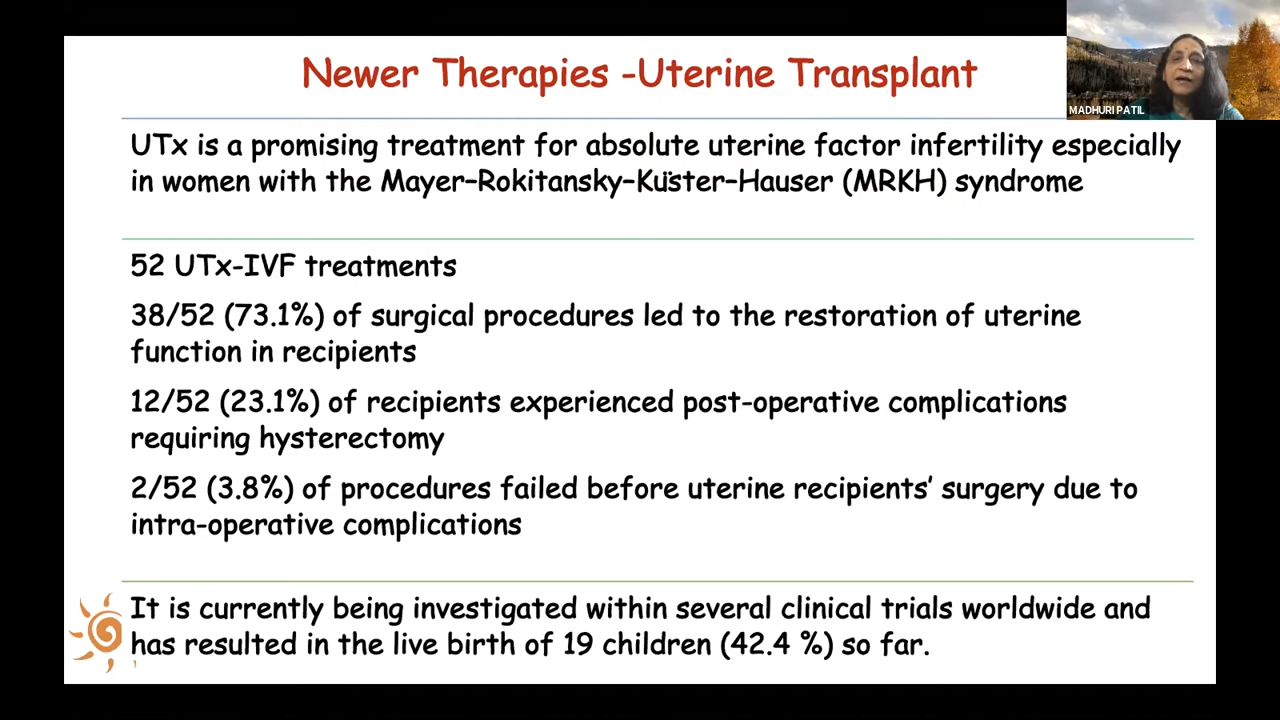 Newer Therapies -Uterine Transplant
MADHURI PATIL
UTx is a promising treatment for absolute uterine factor infertility especially
in women with the Mayer–Rokitansky–Küster–Hauser (MRKH) syndrome
52 UTx-IVF treatments
38/52 (73.1%) of surgical procedures led to the restoration of uterine
function in recipients
12/52 (23.1%) of recipients experienced post-operative complications
requiring hysterectomy
2/52 (3.8%) of procedures failed before uterine recipients’ surgery due to
intra-operative complications
It is currently being investigated within several clinical trials worldwide and
has resulted in the live birth of 19 children (42.4 %) so far.